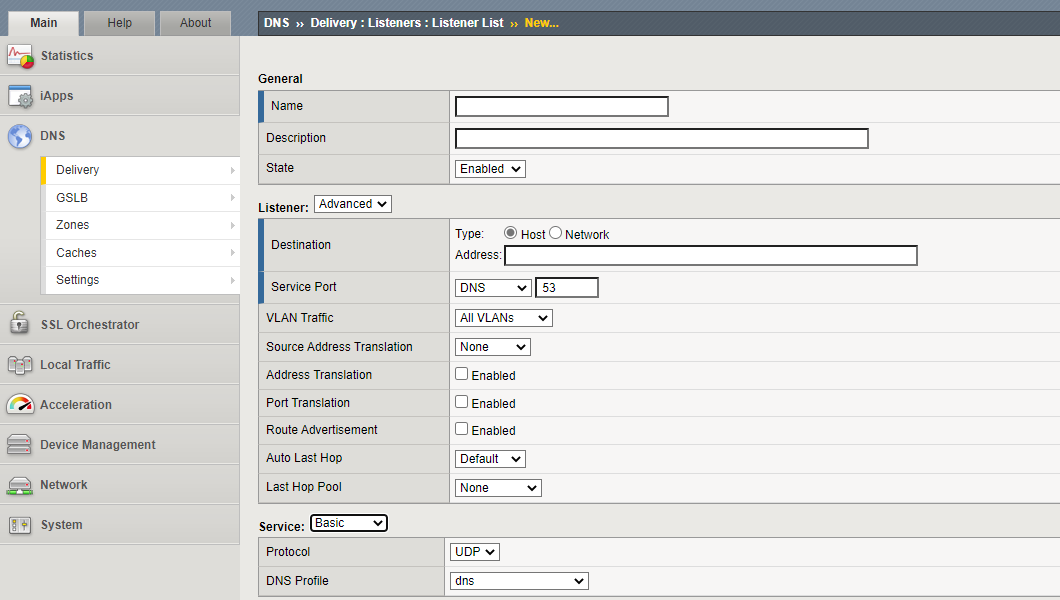 Main Help About
DNS ›› Delivery : Listeners : Listener List ›› New...
Statistics
iApps
DNS
Delivery
GSLB
Zones
Caches
Settings
SSL Orchestrator
Local Traffic
Acceleration
Device Management
Network
System
General
Name
Description
State Enabled
Listener: Advanced
Destination
Type: Host Network
Address:
Service Port DNS 53
VLAN Traffic All VLANs
Source Address Translation None
Address Translation Enabled
Port Translation Enabled
Route Advertisement Enabled
Auto Last Hop Default
Last Hop Pool None
Service: Basic
Protocol UDP
DNS Profile dns